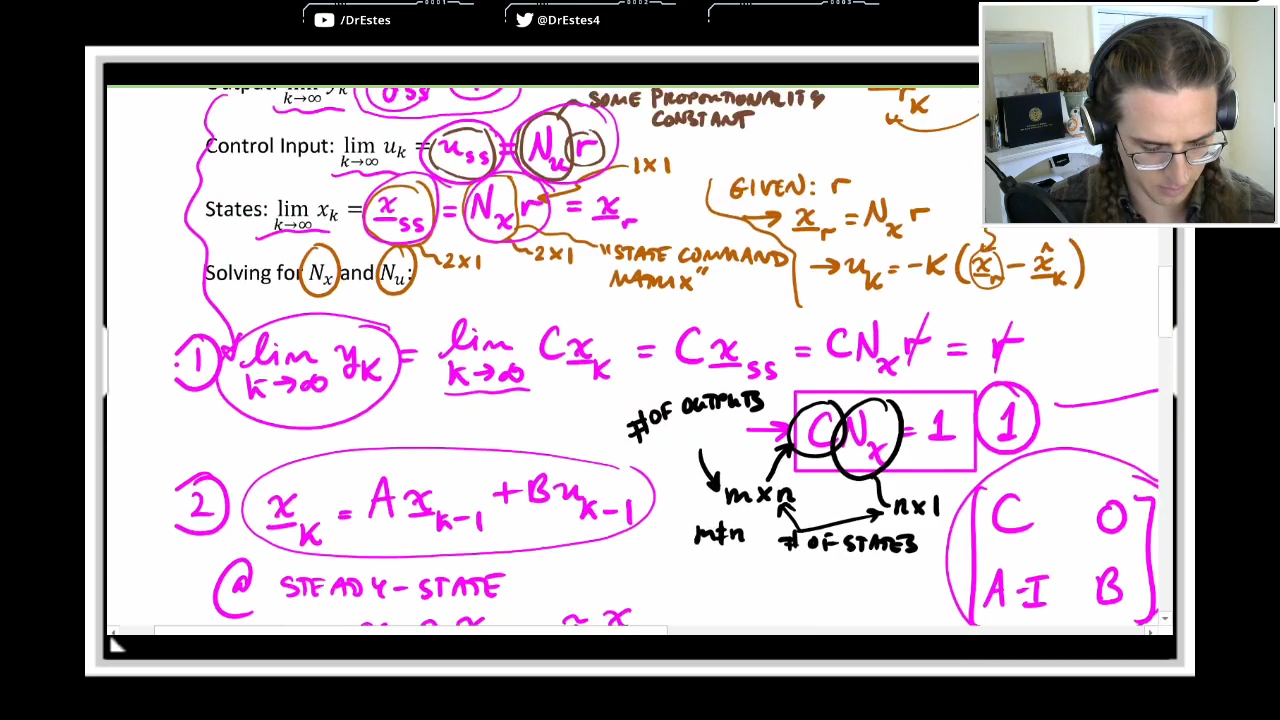 /DrEstes
@DrEstes4
0001
0002
0003
k→∞
SOME PROPORTIONALITY
CONSTANT
Control Input: lim u_k = u_ss = N_u r
k→∞
1x1
States: lim x_k = x_ss = N_x r = x_r
k→∞
2x1
2x1
"STATE COMMAND
MATRIX"
GIVEN: r
→ x_r = N_x r
→ u_k = -K (x_r - x̂_k)
Solving for N_x and N_u:
1) lim y_k = lim C x_k = C x_ss = C N_x r = r
k→∞ k→∞
# OF OUTPUTS
→ C N_x = 1 1
m x n
n x 1
m≠n
# OF STATES
2) x_k = A x_k-1 + B u_k-1
@ STEADY-STATE
C 0
A-I B